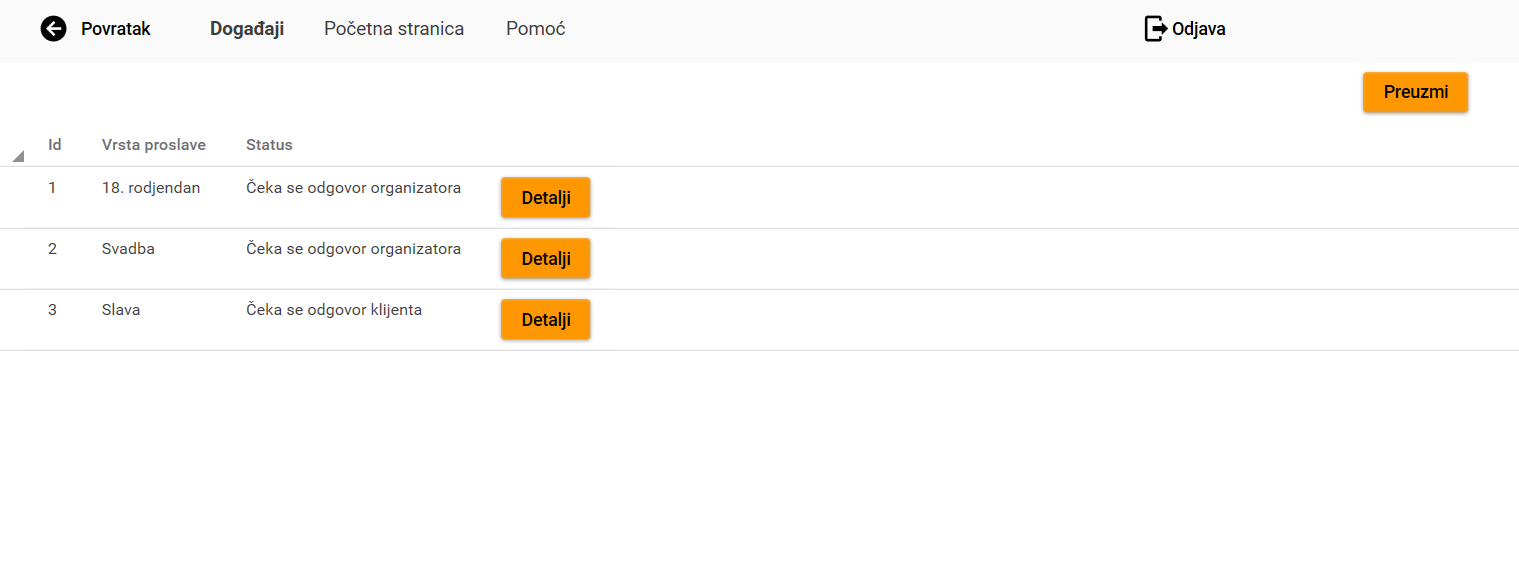 Povratak Događaji Početna stranica Pomoć Odjava
Preuzmi
Id Vrsta proslave Status
1 18. rodjendan Čeka se odgovor organizatora Detalji
2 Svadba Čeka se odgovor organizatora Detalji
3 Slava Čeka se odgovor klijenta Detalji